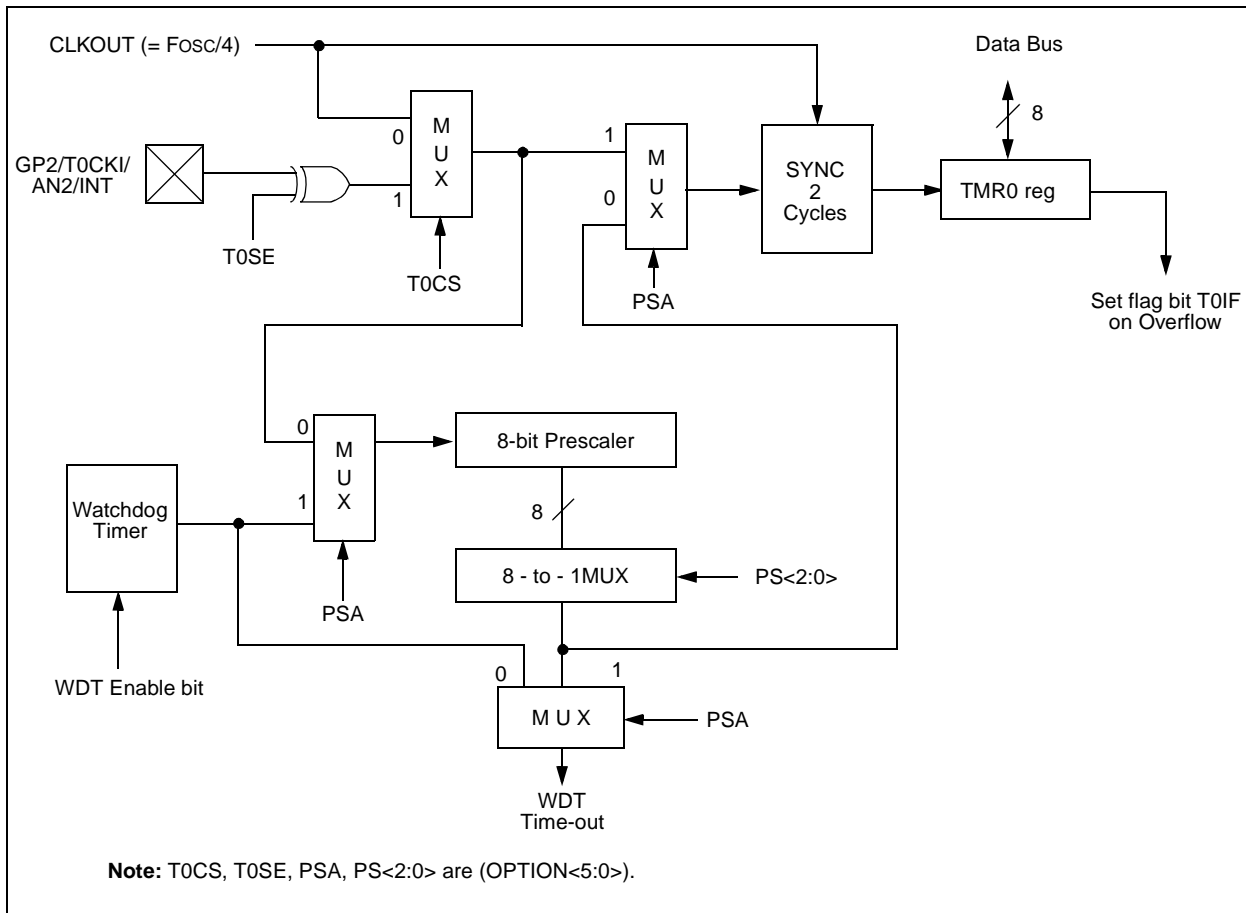 CLKOUT (= FOSC/4)
Data Bus
8
0
M
U
X
1
GP2/T0CKI/
AN2/INT
T0SE
T0CS
1
M
U
X
0
PSA
SYNC
2
Cycles
TMR0 reg
Set flag bit T0IF
on Overflow
0
M
U
X
1
PSA
8-bit Prescaler
8
Watchdog
Timer
8 - to - 1MUX
PS<2:0>
WDT Enable bit
0
1
M U X
PSA
WDT
Time-out
Note: T0CS, T0SE, PSA, PS<2:0> are (OPTION<5:0>).